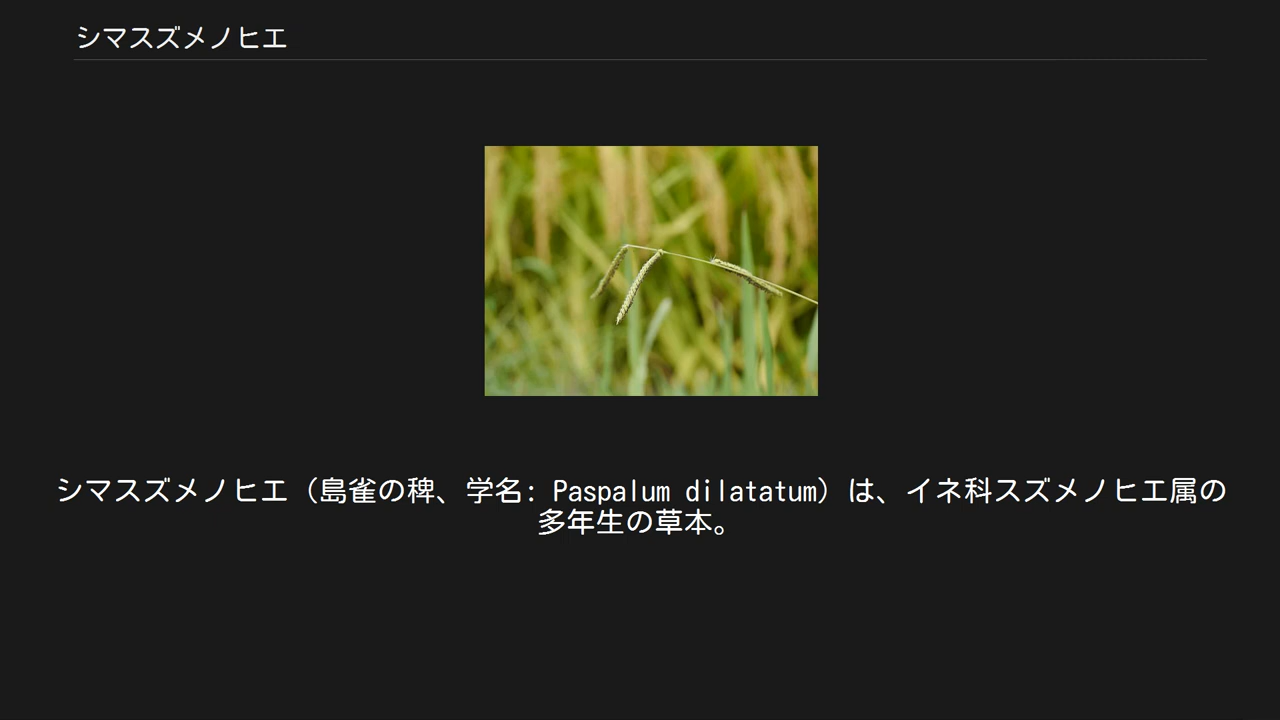 シマスズメノヒエ
シマスズメノヒエ（島雀の稗、学名: Paspalum dilatatum）は、イネ科スズメノヒエ属の
多年生の草本。